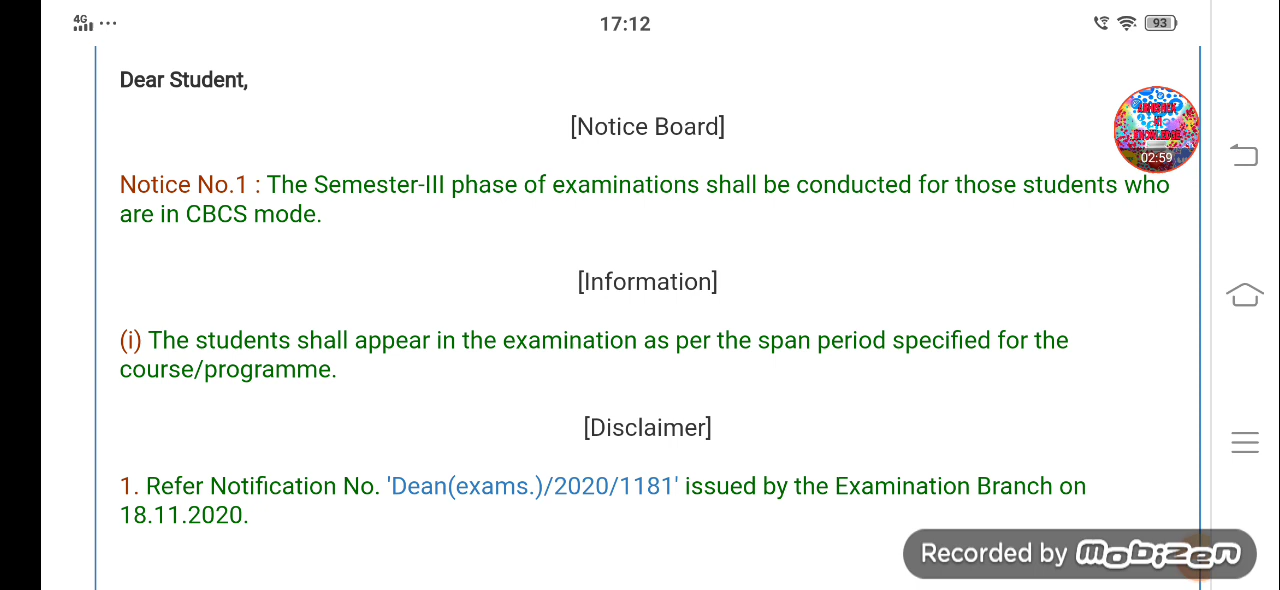 4G 17:12 93
Dear Student,
[Notice Board]
02:59
Notice No.1 : The Semester-III phase of examinations shall be conducted for those students who
are in CBCS mode.
[Information]
(i) The students shall appear in the examination as per the span period specified for the
course/programme.
[Disclaimer]
1. Refer Notification No. 'Dean(exams.)/2020/1181' issued by the Examination Branch on
18.11.2020.
Recorded by mobizen